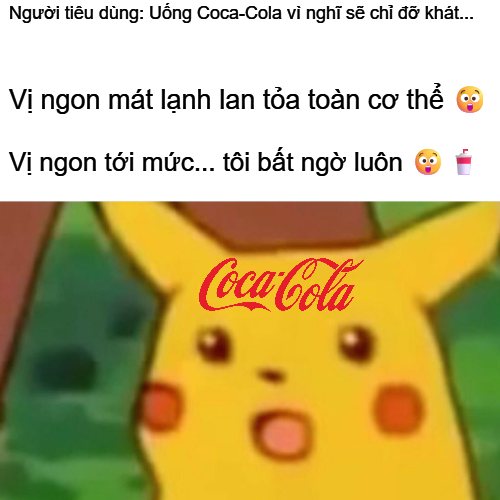 Người tiêu dùng: Uống Coca-Cola vì nghĩ sẽ chỉ đỡ khát...
Vị ngon mát lạnh lan tỏa toàn cơ thể 😲
Vị ngon tới mức... tôi bất ngờ luôn 😲 🥤
Coca-Cola